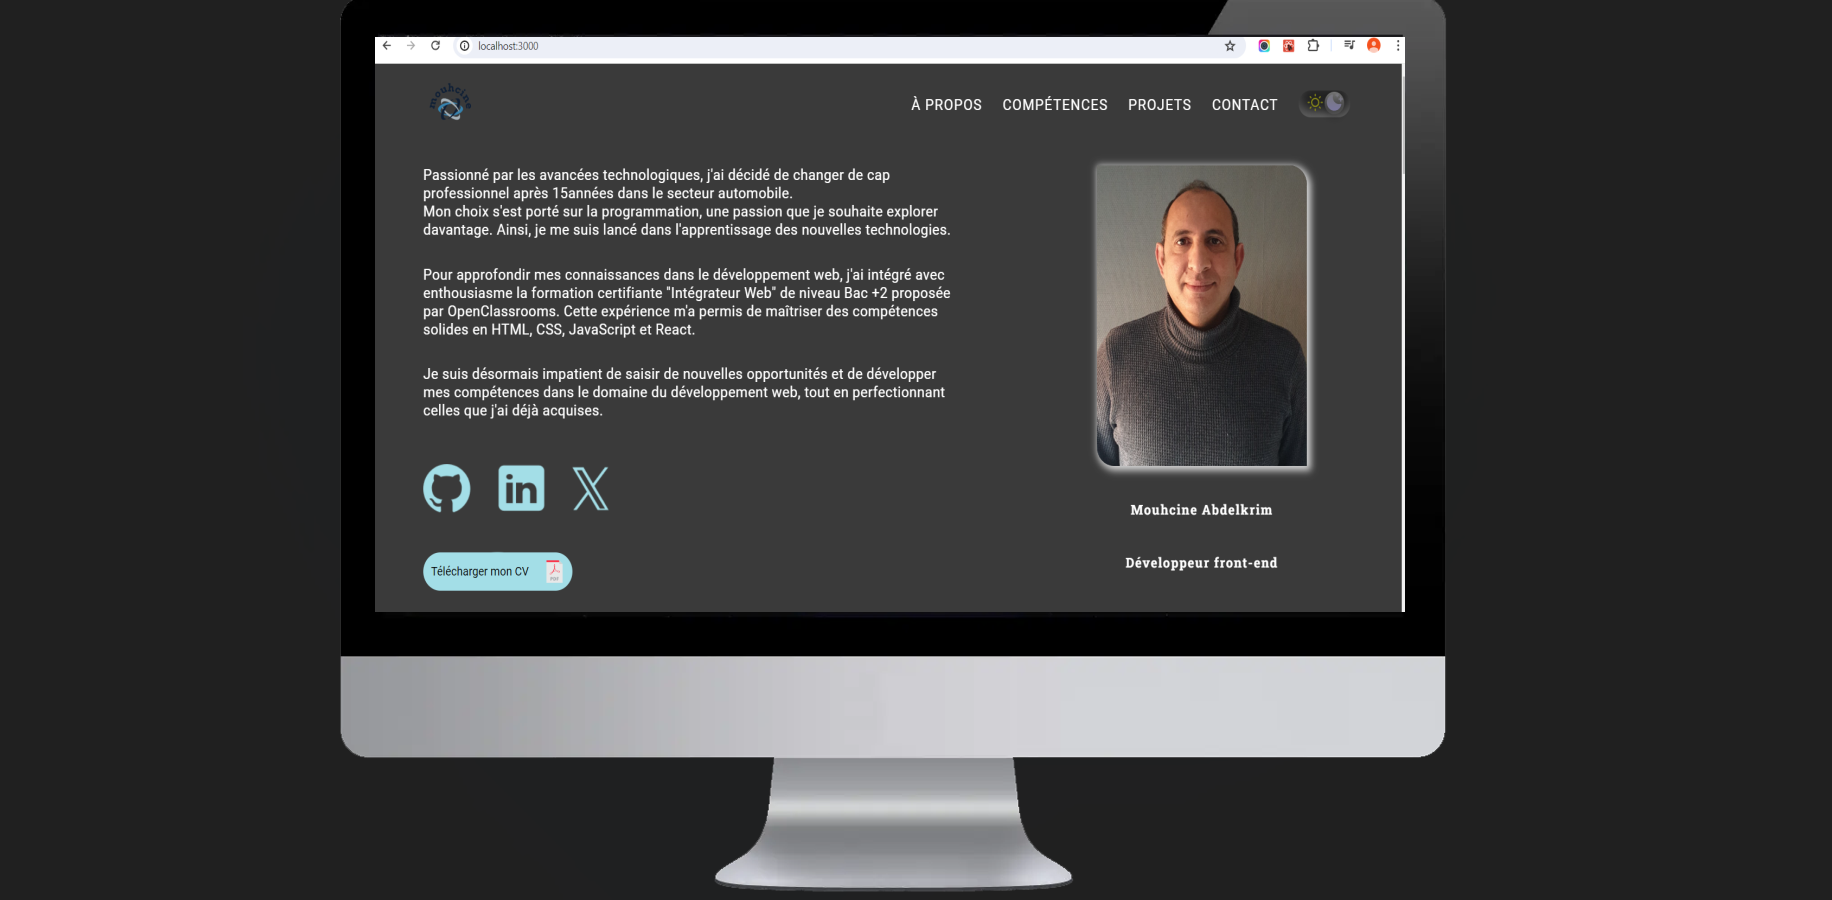 localhost:3000
mouhcine
À PROPOS COMPÉTENCES PROJETS CONTACT
Passionné par les avancées technologiques, j'ai décidé de changer de cap
professionnel après 15années dans le secteur automobile.
Mon choix s'est porté sur la programmation, une passion que je souhaite explorer
davantage. Ainsi, je me suis lancé dans l'apprentissage des nouvelles technologies.
Pour approfondir mes connaissances dans le développement web, j'ai intégré avec
enthousiasme la formation certifiante "Intégrateur Web" de niveau Bac +2 proposée
par OpenClassrooms. Cette expérience m'a permis de maîtriser des compétences
solides en HTML, CSS, JavaScript et React.
Je suis désormais impatient de saisir de nouvelles opportunités et de développer
mes compétences dans le domaine du développement web, tout en perfectionnant
celles que j'ai déjà acquises.
in X
Télécharger mon CV PDF
Mouhcine Abdelkrim
Développeur front-end